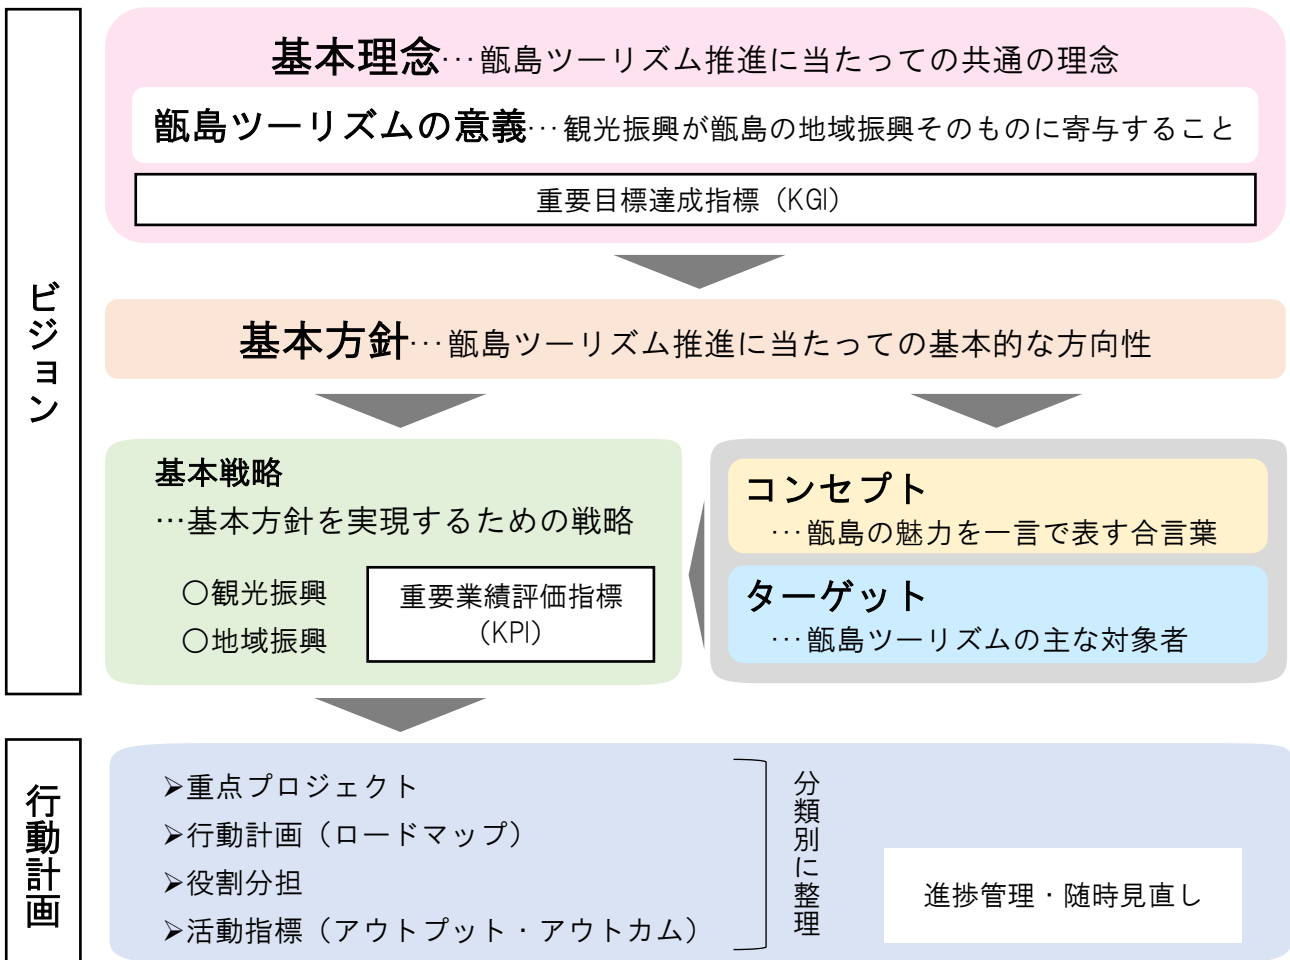 ビジョン
基本理念…甑島ツーリズム推進に当たっての共通の理念
甑島ツーリズムの意義…観光振興が甑島の地域振興そのものに寄与すること
重要目標達成指標（KGI）
基本方針…甑島ツーリズム推進に当たっての基本的な方向性
基本戦略
…基本方針を実現するための戦略
〇観光振興
〇地域振興
重要業績評価指標
（KPI）
コンセプト
…甑島の魅力を一言で表す合言葉
ターゲット
…甑島ツーリズムの主な対象者
行動計画
➢重点プロジェクト
➢行動計画（ロードマップ）
➢役割分担
➢活動指標（アウトプット・アウトカム）
分類別に整理
進捗管理・随時見直し